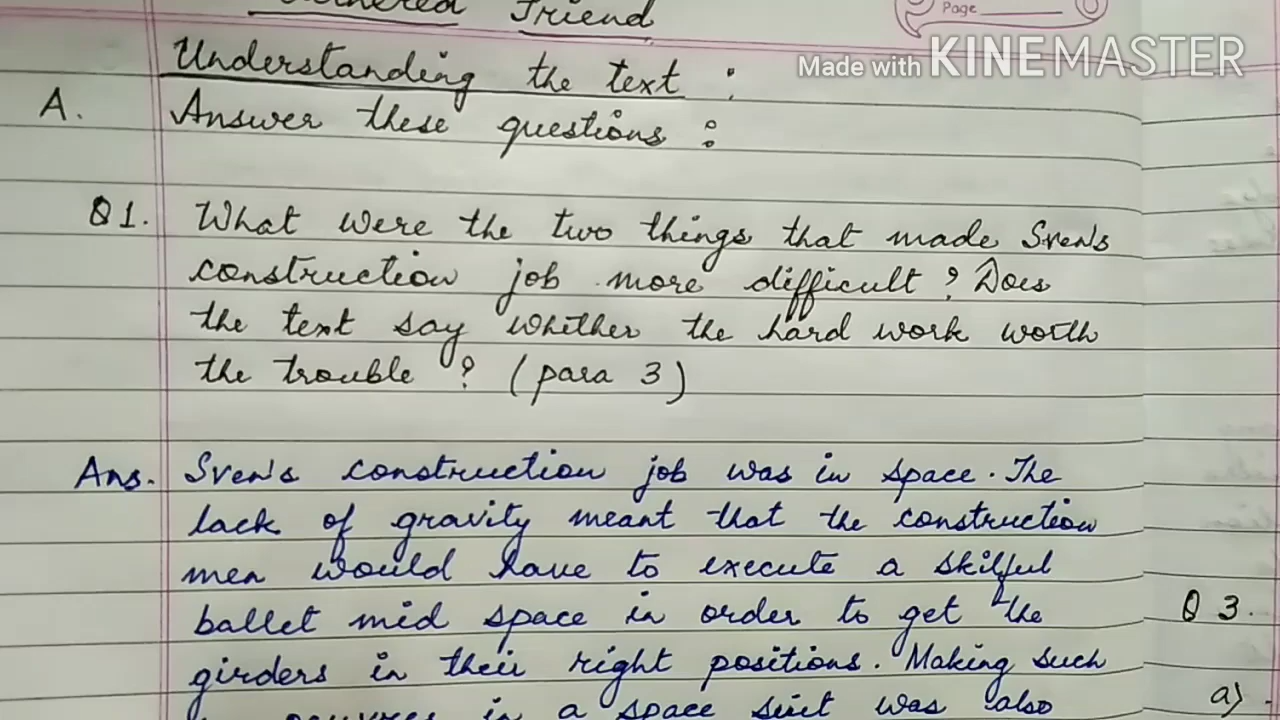 Friend
Page
Made with KINEMASTER
Understanding the text :
A. Answer these questions :
Q1. What were the two things that made Sven's
construction job more difficult? Does
the text say whether the hard work worth
the trouble ? (para 3)
Ans. Sven's construction job was in space. The
lack of gravity meant that the construction
men would have to execute a skilful
ballet mid space in order to get the
girders in their right positions. Making such
in a space suit was also
Q 3.
a)